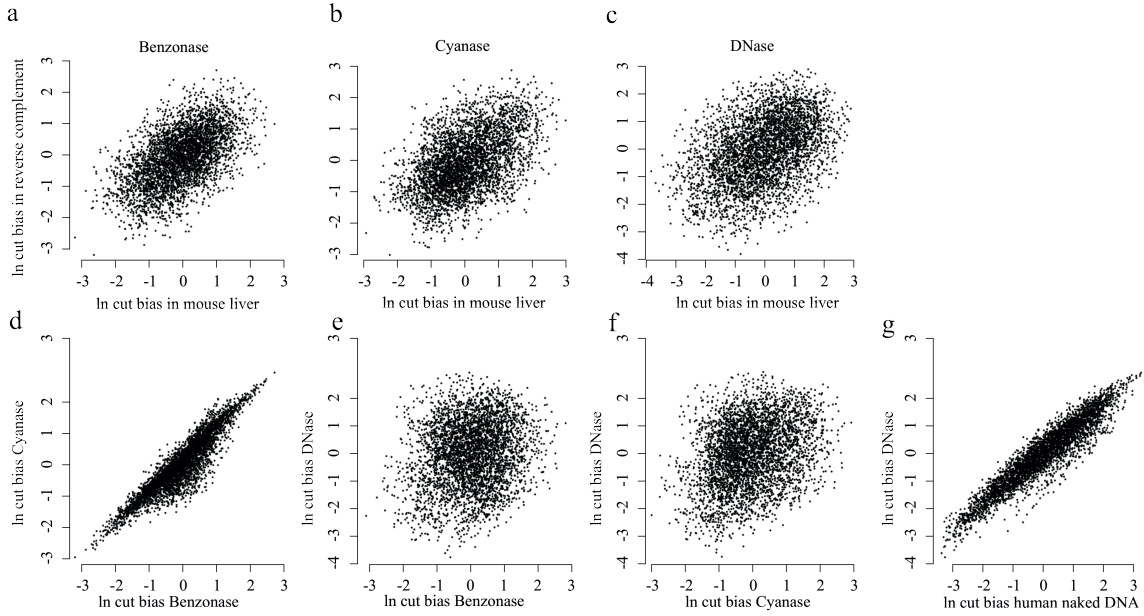 a
b
c
Benzonase
Cyanase
DNase
ln cut bias in reverse complement
3
2
1
0
-1
-2
-3
-3 -2 -1 0 1 2 3
ln cut bias in mouse liver
3
2
1
0
-1
-2
-3
-3 -2 -1 0 1 2 3
ln cut bias in mouse liver
3
2
1
0
-1
-2
-3
-4
-4 -3 -2 -1 0 1 2 3
ln cut bias in mouse liver
d
e
f
g
ln cut bias Cyanase
3
2
1
0
-1
-2
-3
-3 -2 -1 0 1 2 3
ln cut bias Benzonase
ln cut bias DNase
3
2
1
0
-1
-2
-3
-4
-3 -2 -1 0 1 2 3
ln cut bias Benzonase
ln cut bias DNase
3
2
1
0
-1
-2
-3
-4
-3 -2 -1 0 1 2 3
ln cut bias Cyanase
ln cut bias DNase
3
2
1
0
-1
-2
-3
-4
-3 -2 -1 0 1 2 3
ln cut bias human naked DNA